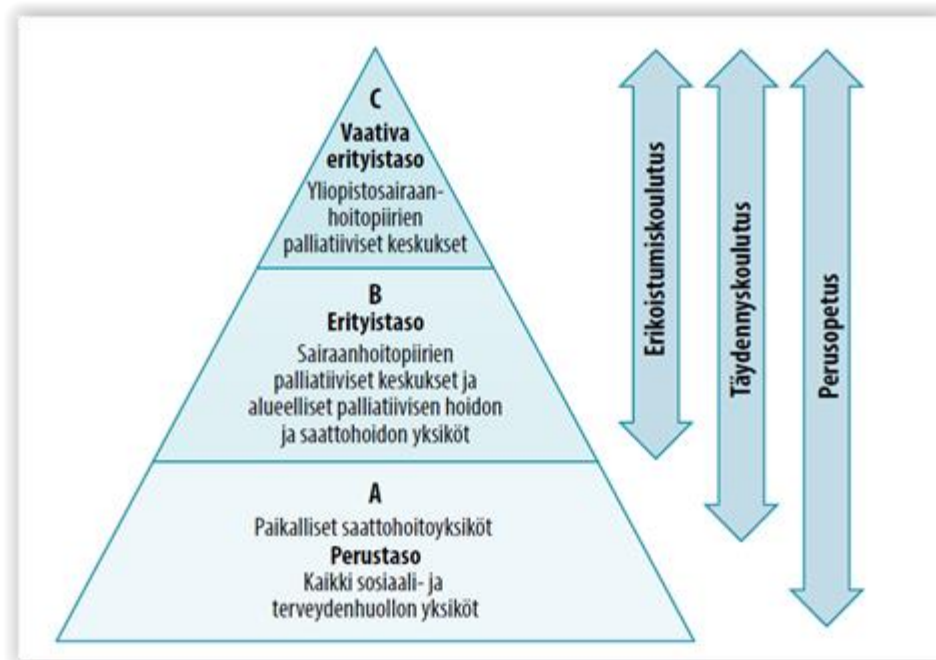 C
Vaativa
erityistaso
Yliopistosairaan-
hoitopiirien
palliatiiviset keskukset
B
Erityistaso
Sairaanhoitopiirien
palliatiiviset keskukset ja
alueelliset palliatiivisen hoidon
ja saattohoidon yksiköt
A
Paikalliset saattohoitoyksiköt
Perustaso
Kaikki sosiaali- ja
terveydenhuollon yksiköt
Erikoistumiskoulutus
Täydennyskoulutus
Perusopetus